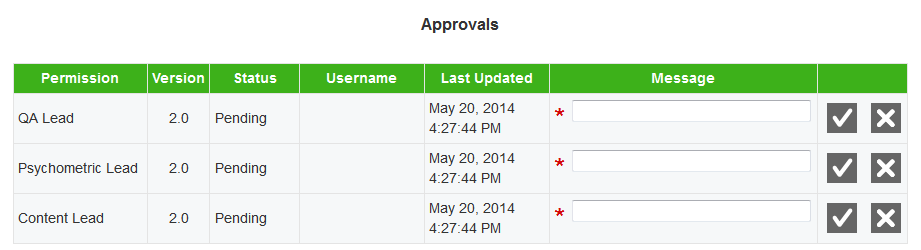 Approvals
Permission Version Status Username Last Updated Message
QA Lead 2.0 Pending May 20, 2014 *
4:27:44 PM
Psychometric Lead 2.0 Pending May 20, 2014 *
4:27:44 PM
Content Lead 2.0 Pending May 20, 2014 *
4:27:44 PM